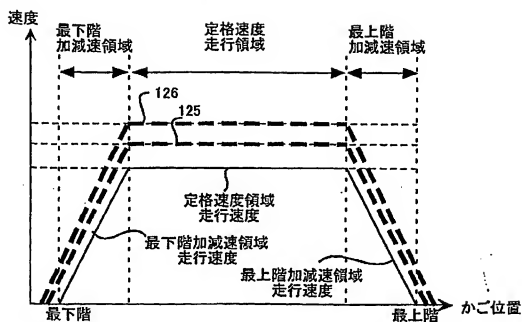 速度
最下階
加減速領域
定格速度
走行領域
最上階
加減速領域
126
125
定格速度領域
走行速度
最下階加減速領域
走行速度
最上階加減速領域
走行速度
最下階
最上階
かご位置